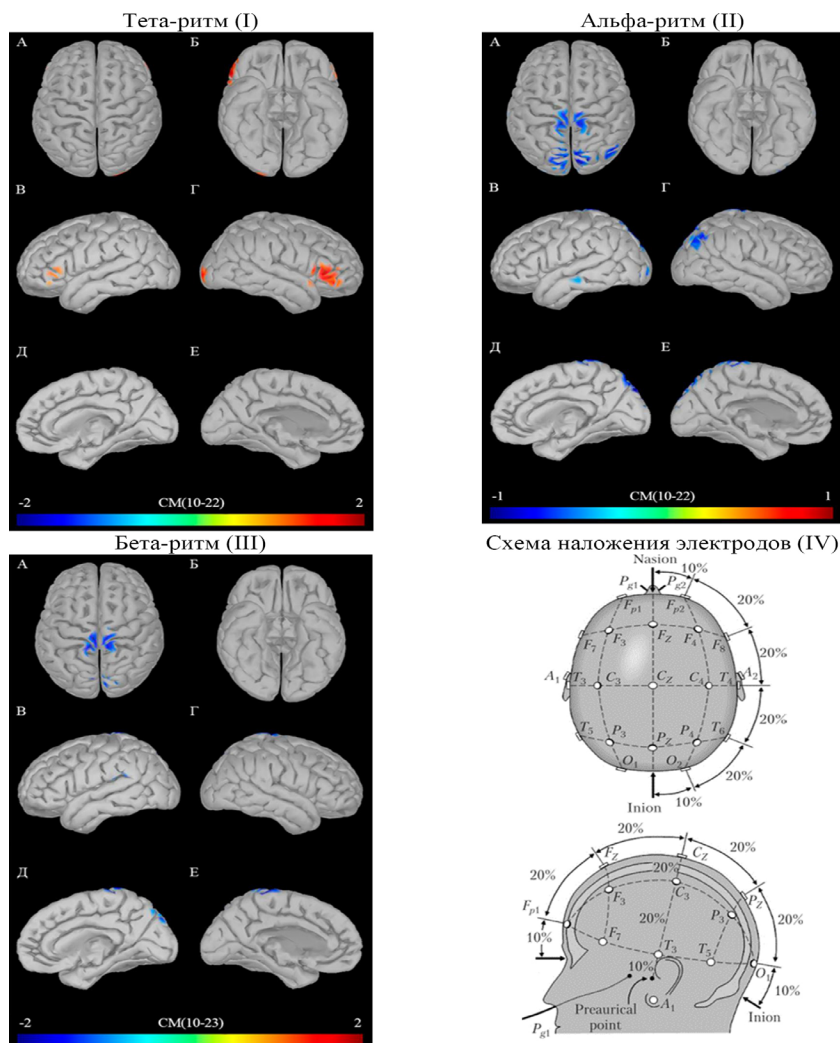 Тета-ритм (I)
А Б
В Г
Д Е
-2 СМ(10-22) 2
Альфа-ритм (II)
А Б
В Г
Д Е
-1 СМ(10-22) 1
Бета-ритм (III)
А Б
В Г
Д Е
-2 СМ(10-23) 2
Схема наложения электродов (IV)
Nasion
10%
Pg1 Pg2
20%
Fp1 Fp2
F7 F3 FZ F4 F8
20%
A1 T3 C3 CZ C4 T4 A2
20%
T5 P3 PZ P4 T6
O1 O2
20%
Inion 10%
20% 20%
FZ CZ
20%
20% PZ
F3 C3 P3
Fp1 20% 20%
F7 T3 T5
10% O1
10% 10%
Preaurical point A1
Inion
Pg1